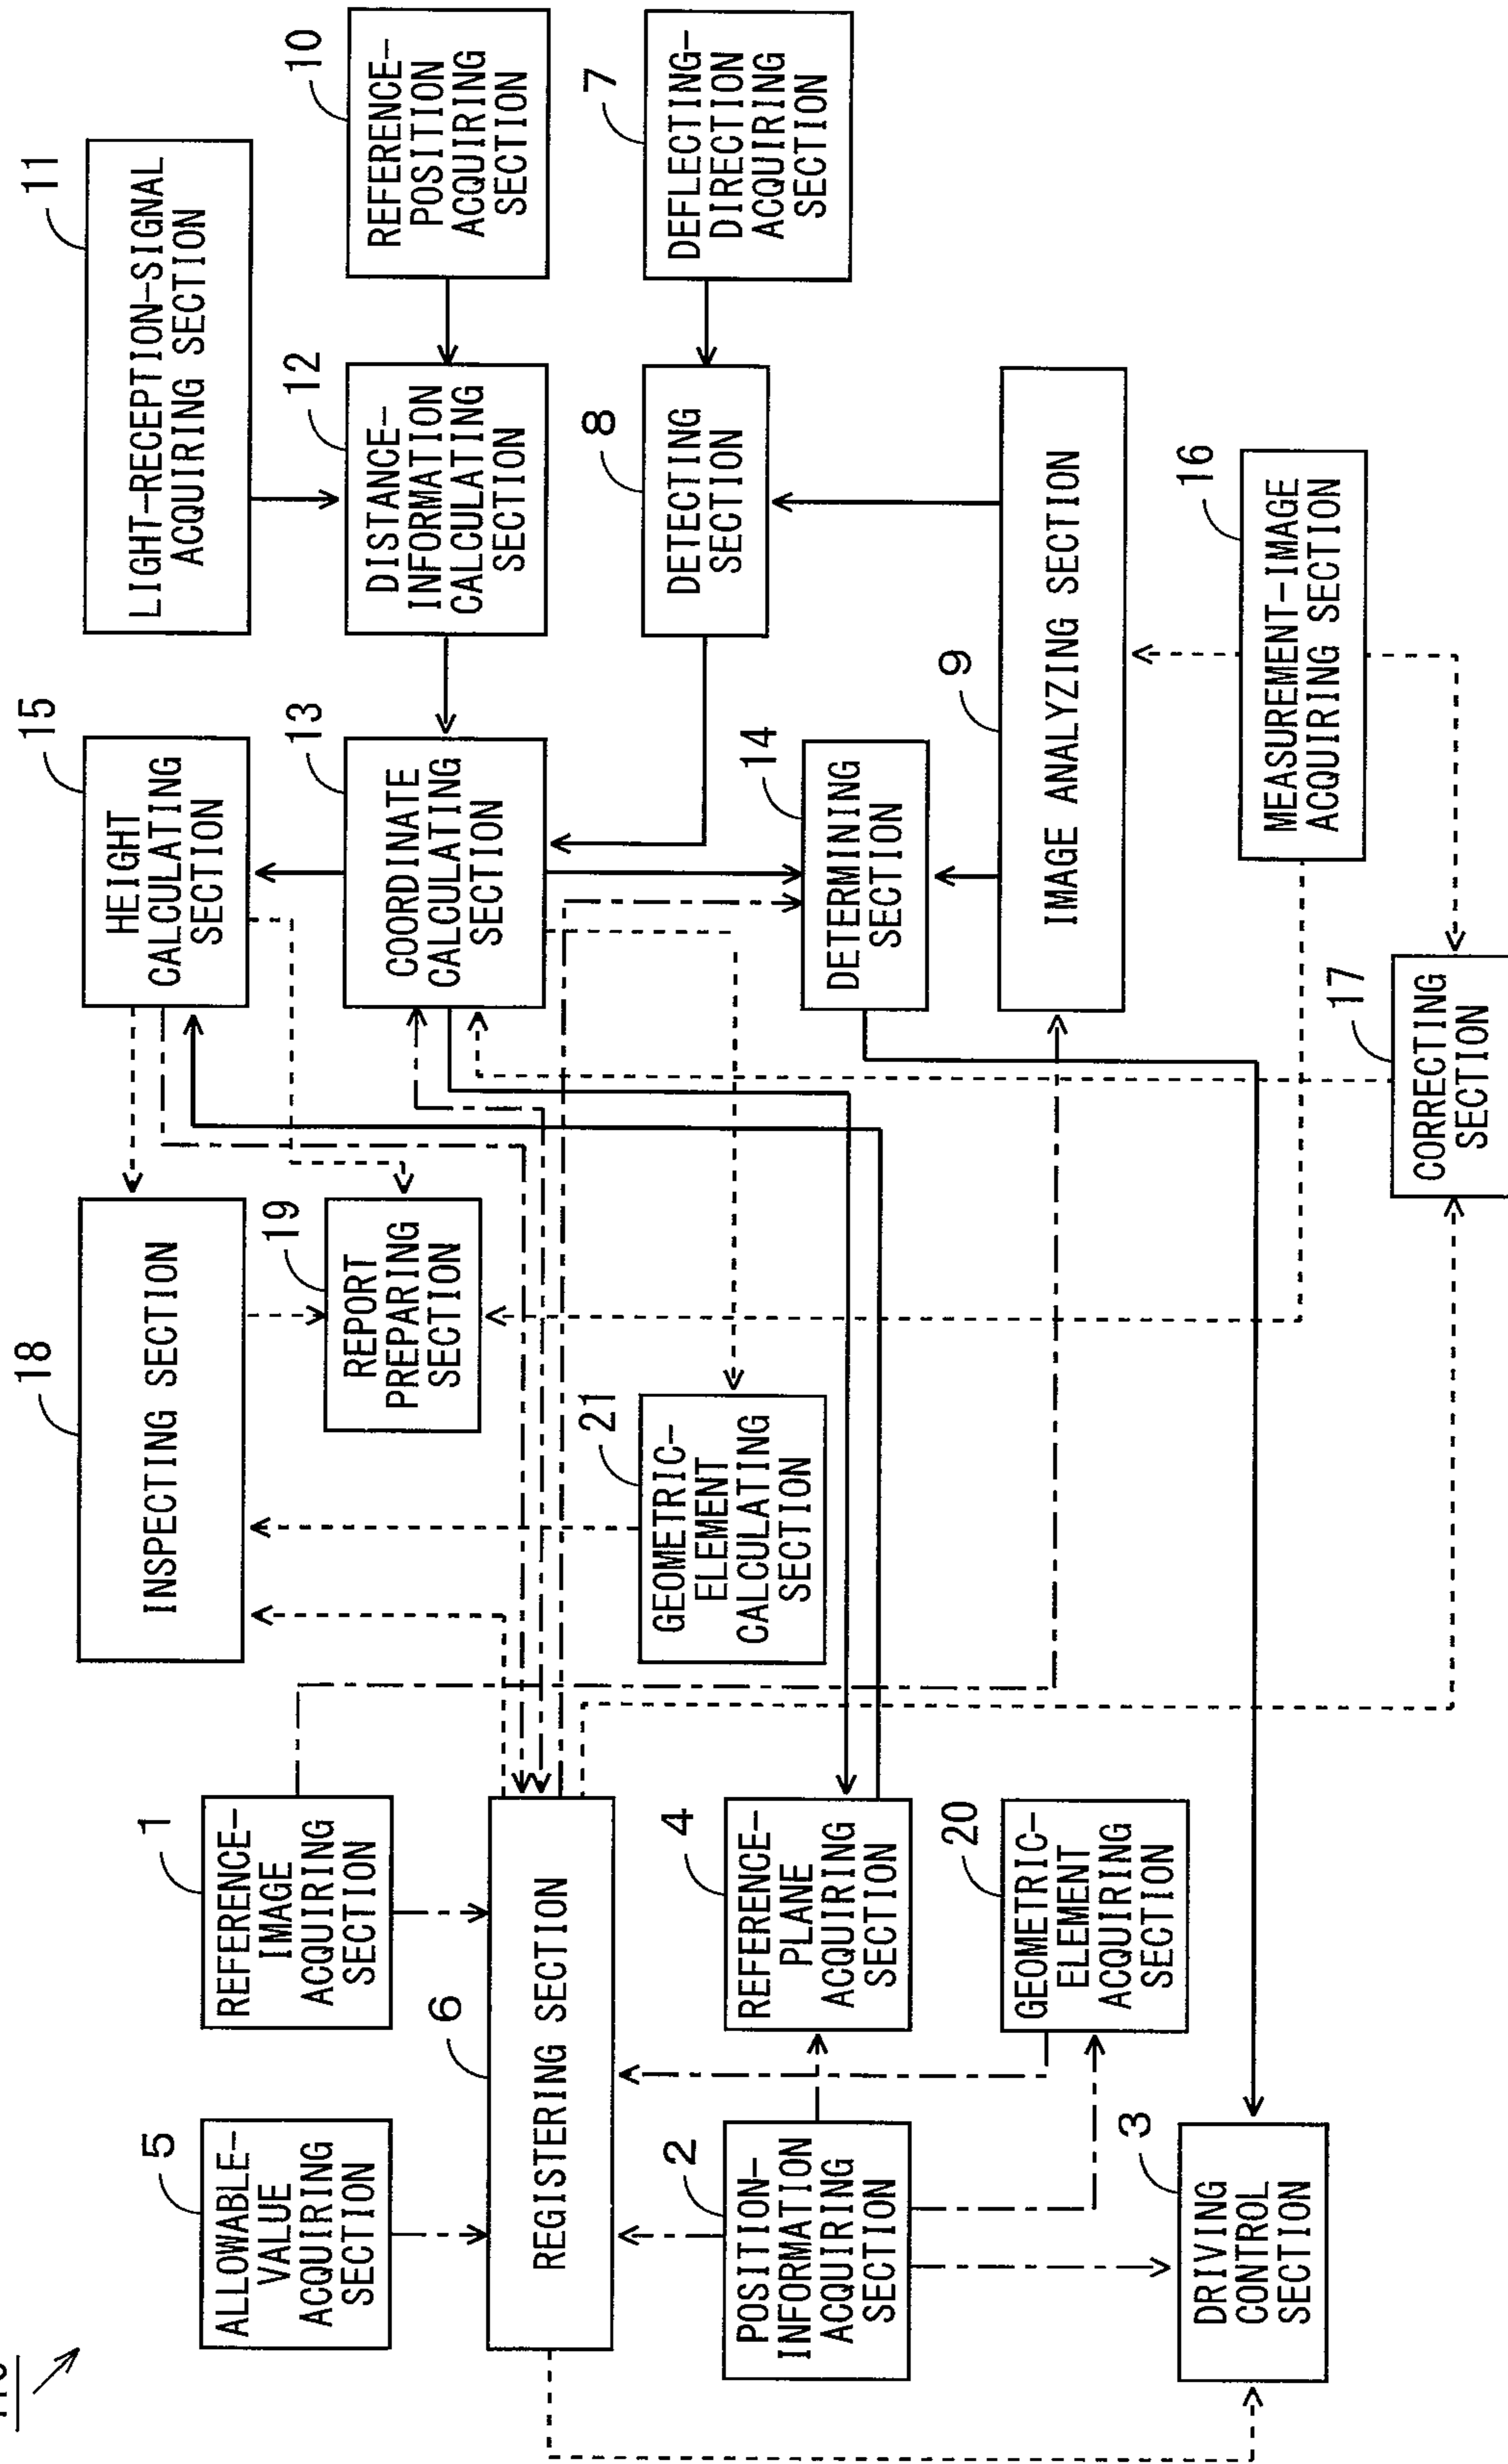 5
ALLOWABLE-
VALUE
ACQUIRING
SECTION
1
REFERENCE-
IMAGE
ACQUIRING
SECTION
6
REGISTERING SECTION
2
POSITION-
INFORMATION
ACQUIRING
SECTION
4
REFERENCE-
PLANE
ACQUIRING
SECTION
20
GEOMETRIC-
ELEMENT
ACQUIRING
SECTION
3
DRIVING
CONTROL
SECTION
18
INSPECTING SECTION
19
REPORT
PREPARING
SECTION
21
GEOMETRIC-
ELEMENT
CALCULATING
SECTION
17
CORRECTING
SECTION
15
HEIGHT
CALCULATING
SECTION
13
COORDINATE
CALCULATING
SECTION
14
DETERMINING
SECTION
9
IMAGE ANALYZING SECTION
16
MEASUREMENT-IMAGE
ACQUIRING SECTION
11
LIGHT-RECEPTION-SIGNAL
ACQUIRING SECTION
12
DISTANCE-
INFORMATION
CALCULATING
SECTION
8
DETECTING
SECTION
10
REFERENCE-
POSITION
ACQUIRING
SECTION
7
DEFLECTING-
DIRECTION
ACQUIRING
SECTION